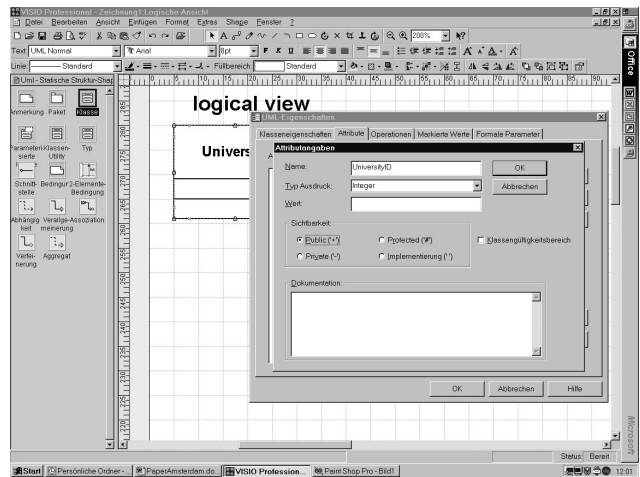 VISIO Professional - Zeichnung1:Logische Ansicht
Datei Bearbeiten Ansicht Einfügen Format Extras Shape Fenster ?
200%
Text: UML Normal Arial 8pt F K U
Linie: Standard Füllbereich: Standard
Uml - Statische Struktur-Shap
Anmerkung Paket Klasse
Parameteri-sierte Klassen-Utility Typ
Schnitt-stelle Bedingun 2-Elemente-Bedingung
Abhängig keit Verallge-meinerung Assoziation
Verfei-nerung Aggregat
logical view
Univers
UML-Eigenschaften
Klasseneigenschaften Attribute Operationen Markierte Werte Formale Parameter
Attributangaben
Name: UniversityID OK
Typ Ausdruck: Integer Abbrechen
Wert:
Sichtbarkeit:
Public ('+') Protected ('#') Klassengültigkeitsbereich
Private ('-') Implementierung (' ')
Dokumentation:
OK Abbrechen Hilfe
Status: Bereit
Office
Microsoft
Start Persönliche Ordner - ... PaperAmsterdam.do... VISIO Profession... Paint Shop Pro - Bild1 12:01